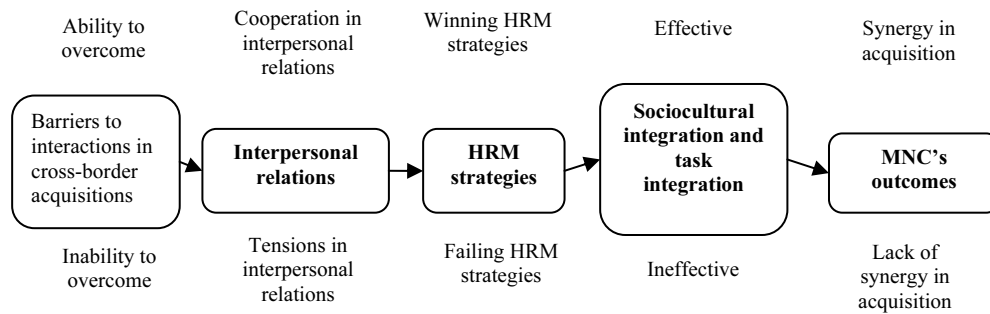 Ability to
overcome
Cooperation in
interpersonal
relations
Winning HRM
strategies
Effective
Synergy in
acquisition
Barriers to
interactions in
cross-border
acquisitions
Interpersonal
relations
HRM
strategies
Sociocultural
integration and
task
integration
MNC's
outcomes
Inability to
overcome
Tensions in
interpersonal
relations
Failing HRM
strategies
Ineffective
Lack of
synergy in
acquisition